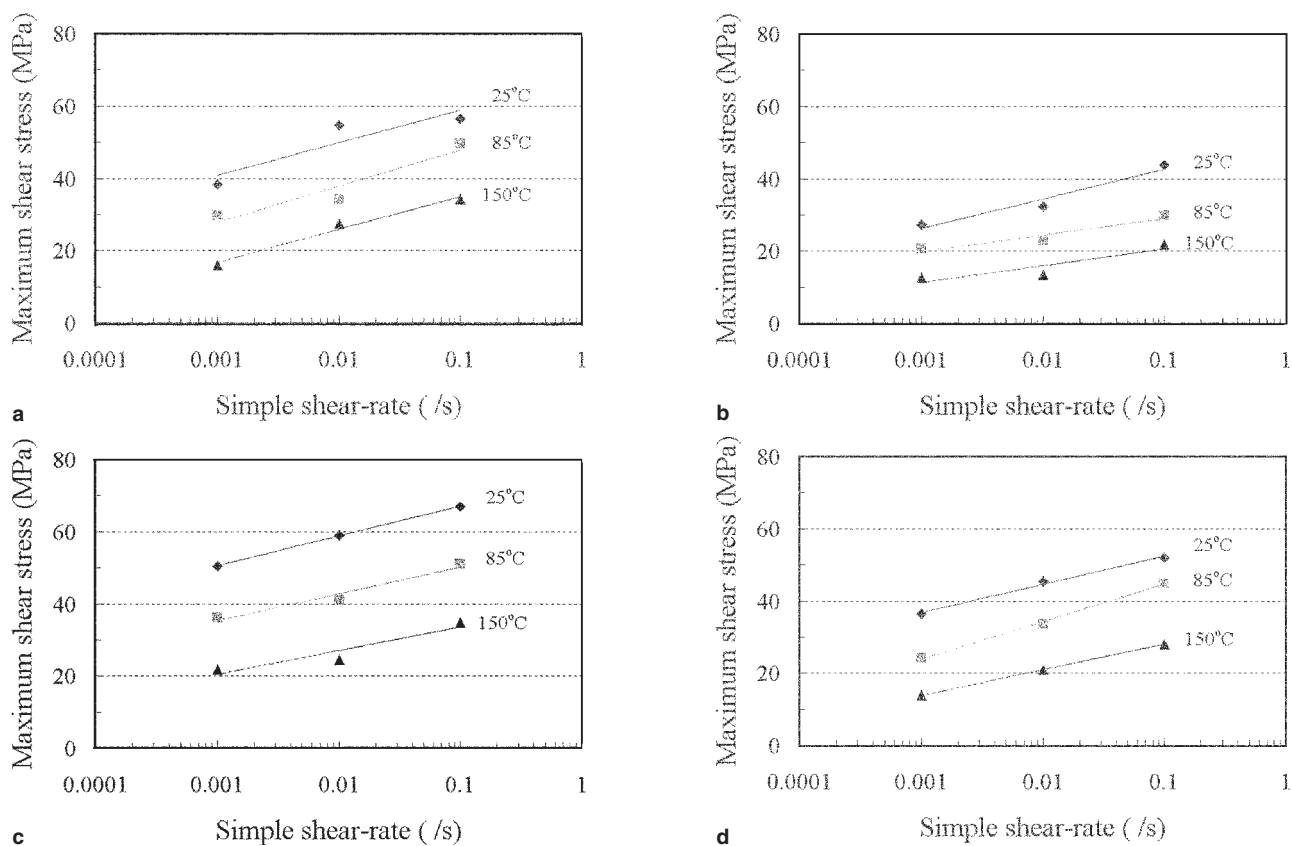 Maximum shear stress (MPa)
80
60
40
20
0
25°C
85°C
150°C
0.0001 0.001 0.01 0.1 1
Simple shear-rate ( /s)
a
Maximum shear stress (MPa)
80
60
40
20
0
25°C
85°C
150°C
0.0001 0.001 0.01 0.1 1
Simple shear-rate ( /s)
b
Maximum shear stress (MPa)
80
60
40
20
0
25°C
85°C
150°C
0.0001 0.001 0.01 0.1 1
Simple shear-rate ( /s)
c
Maximum shear stress (MPa)
80
60
40
20
0
25°C
85°C
150°C
0.0001 0.001 0.01 0.1 1
Simple shear-rate ( /s)
d